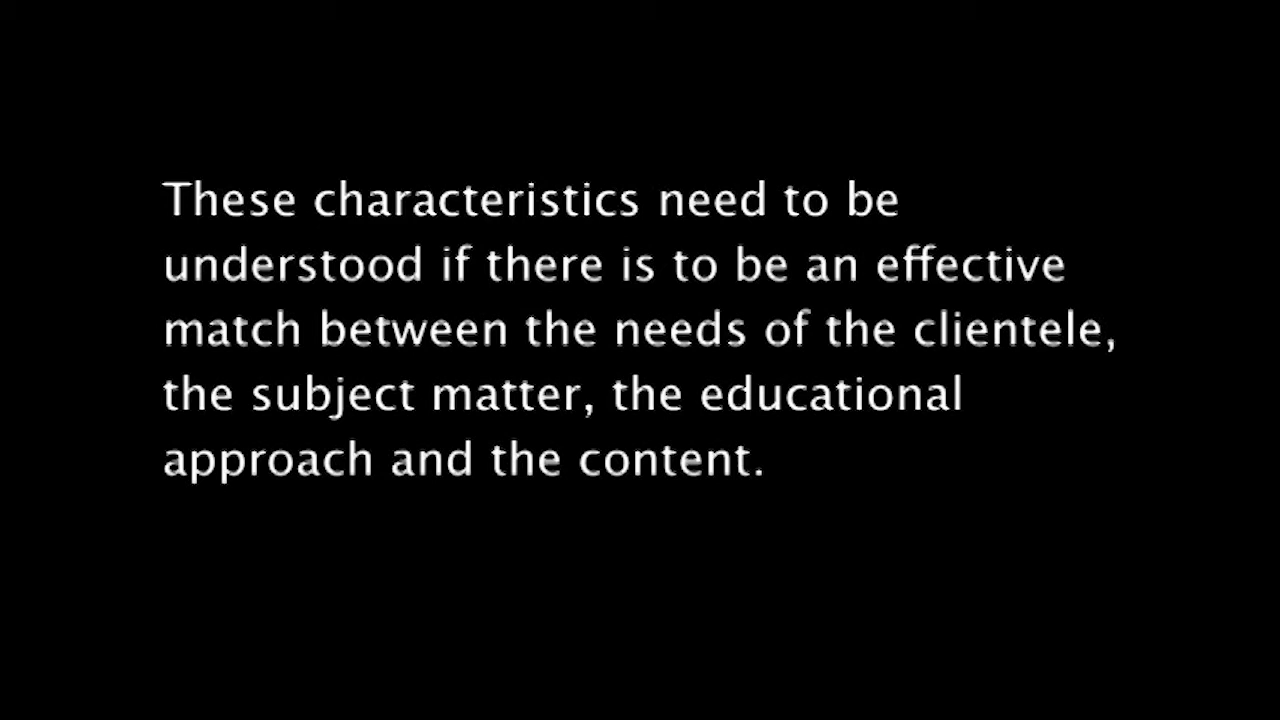 These characteristics need to be
understood if there is to be an effective
match between the needs of the clientele,
the subject matter, the educational
approach and the content.